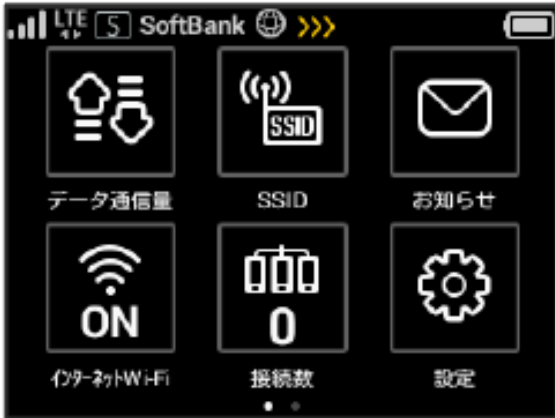 LTE S SoftBank
SSID
データ通信量 SSID お知らせ
ON 0
インターネットWi-Fi 接続数 設定